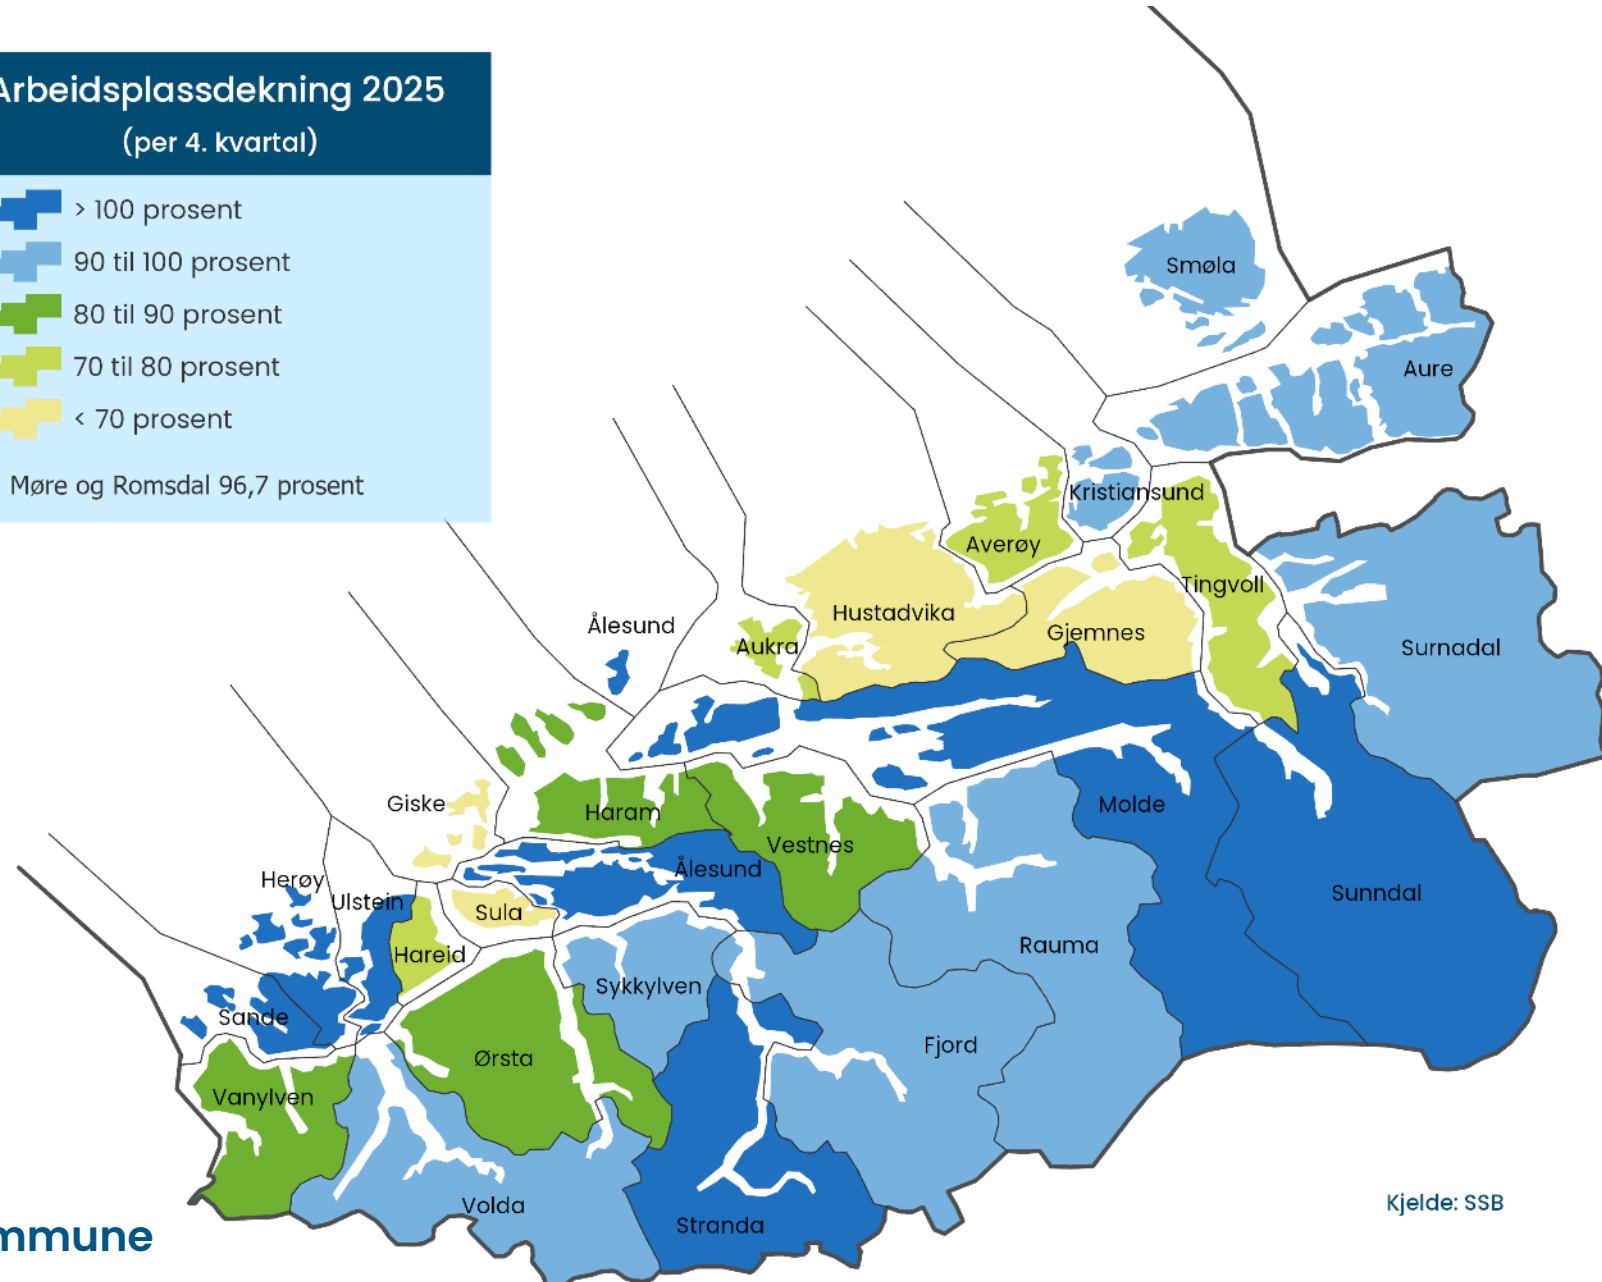 Arbeidsplassdekning 2025
(per 4. kvartal)
> 100 prosent
90 til 100 prosent
80 til 90 prosent
70 til 80 prosent
< 70 prosent
Møre og Romsdal 96,7 prosent
Smøla
Aure
Kristiansund
Averøy
Tingvoll
Hustadvika
Gjemnes
Ålesund
Aukra
Surnadal
Giske
Haram
Molde
Vestnes
Ålesund
Herøy
Ulstein
Sula
Sunndal
Hareid
Rauma
Sykkylven
Sande
Fjord
Ørsta
Vanylven
Volda
Stranda
Kjelde: SSB
mmune